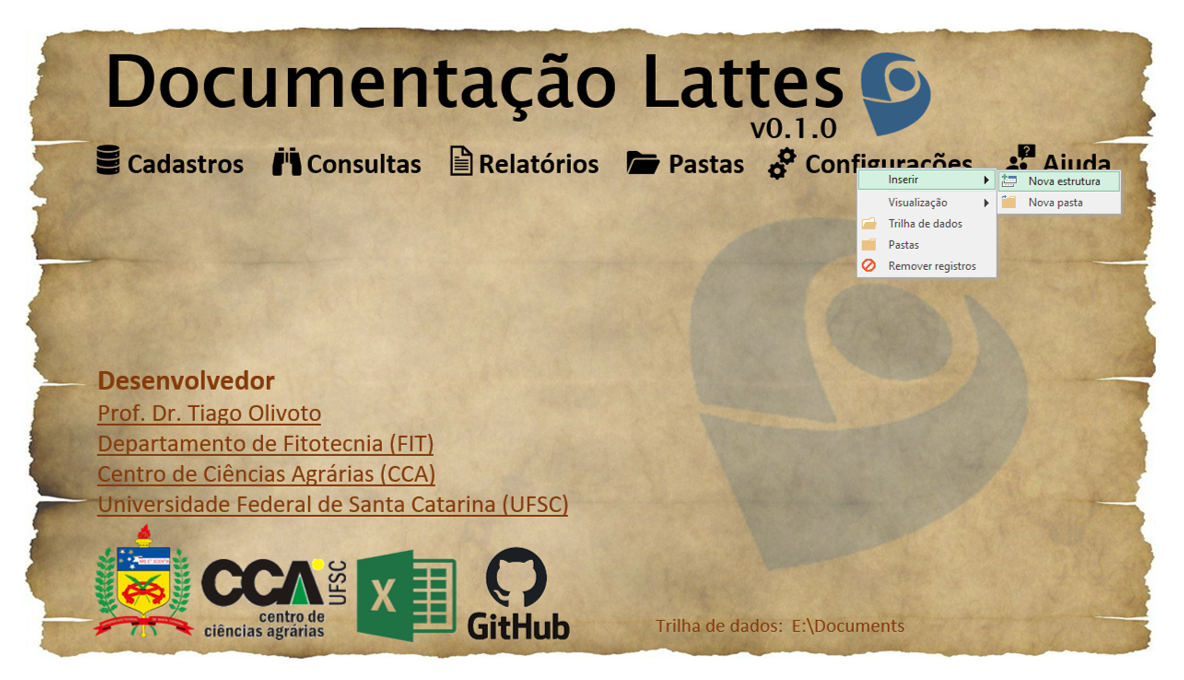 Documentação Lattes
v0.1.0
Cadastros Consultas Relatórios Pastas Configurações Ajuda
Inserir Nova estrutura
Visualização Nova pasta
Trilha de dados
Pastas
Remover registros
Desenvolvedor
Prof. Dr. Tiago Olivoto
Departamento de Fitotecnia (FIT)
Centro de Ciências Agrárias (CCA)
Universidade Federal de Santa Catarina (UFSC)
CCA UFSC
centro de
ciências agrárias
X
GitHub
Trilha de dados: E:\Documents